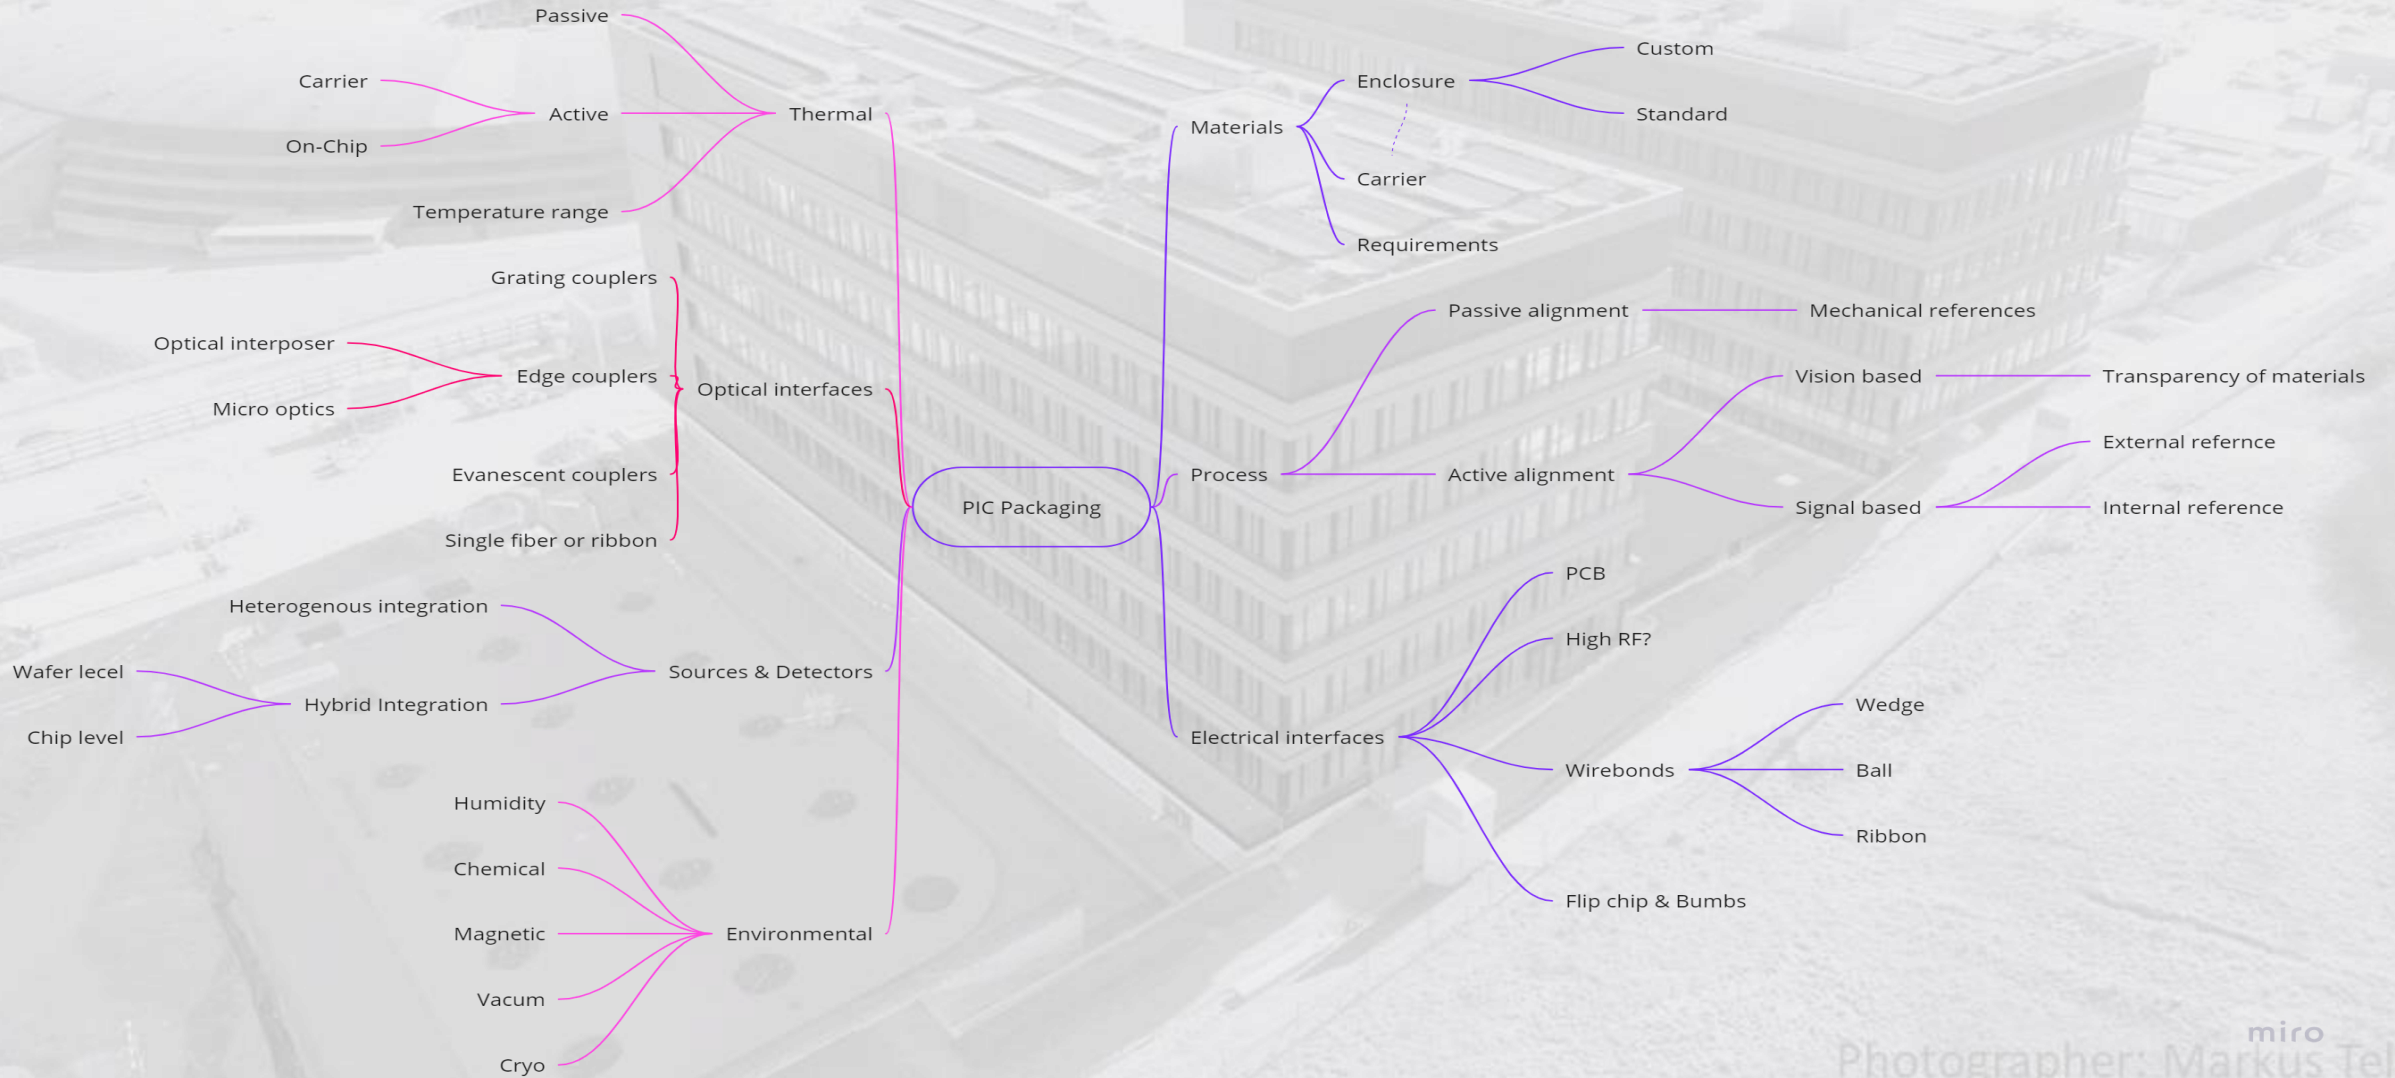 Passive
Carrier
Active
On-Chip
Thermal
Temperature range
Grating couplers
Optical interposer
Edge couplers
Micro optics
Optical interfaces
Evanescent couplers
Single fiber or ribbon
Heterogenous integration
Wafer lecel
Hybrid Integration
Chip level
Sources & Detectors
Humidity
Chemical
Magnetic
Environmental
Vacum
Cryo
PIC Packaging
Materials
Enclosure
Custom
Standard
Carrier
Requirements
Process
Passive alignment
Mechanical references
Active alignment
Vision based
Transparency of materials
Signal based
External refernce
Internal reference
Electrical interfaces
PCB
High RF?
Wirebonds
Wedge
Ball
Ribbon
Flip chip & Bumbs
miro
Photographer: Markus Tel